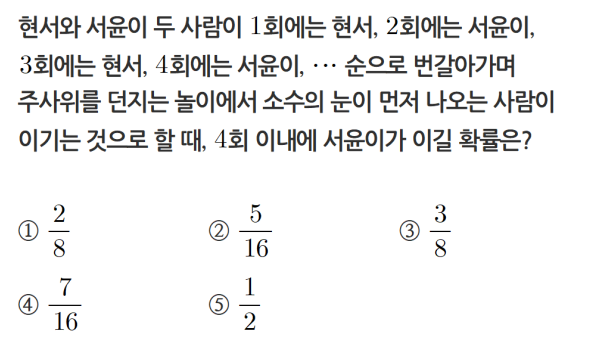 현서와 서윤이 두 사람이 1회에는 현서, 2회에는 서윤이,
3회에는 현서, 4회에는 서윤이, ⋯ 순으로 번갈아가며
주사위를 던지는 놀이에서 소수의 눈이 먼저 나오는 사람이
이기는 것으로 할 때, 4회 이내에 서윤이가 이길 확률은?
① 2/8 ② 5/16 ③ 3/8
④ 7/16 ⑤ 1/2